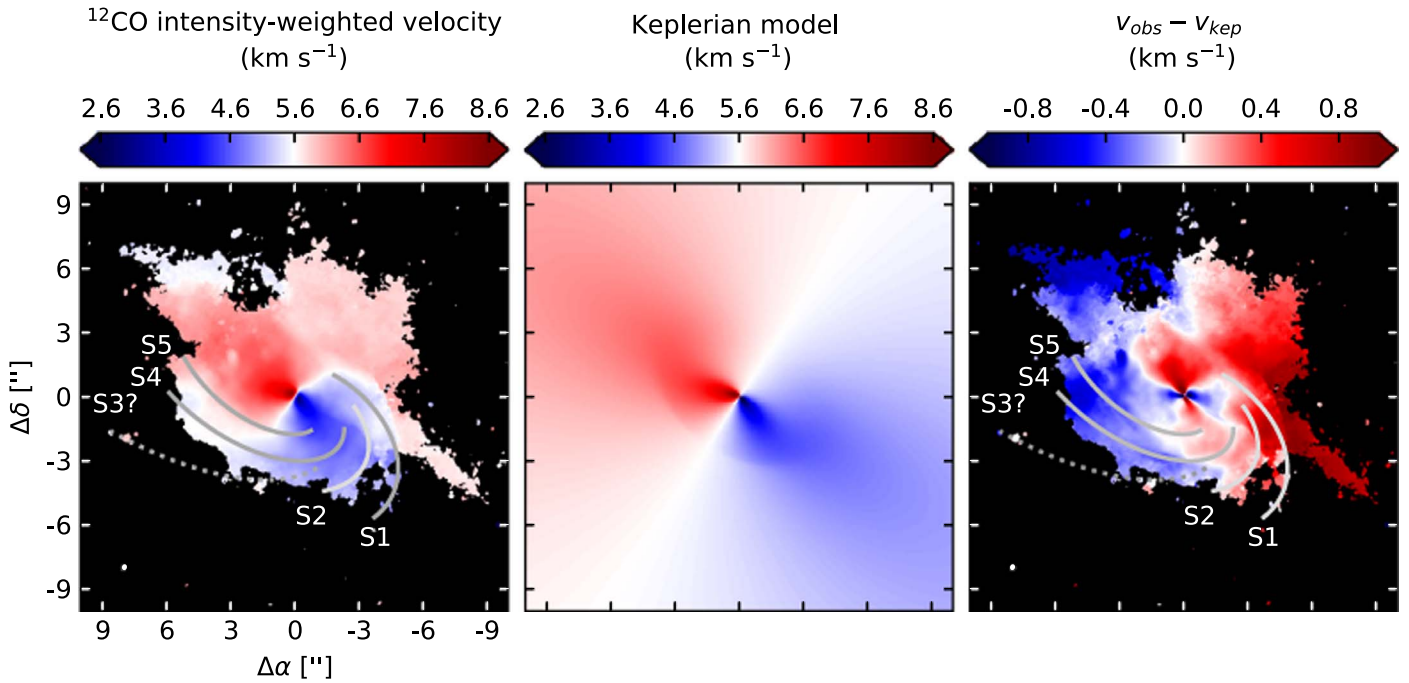 ¹²CO intensity-weighted velocity
(km s⁻¹)
Keplerian model
(km s⁻¹)
v_obs − v_kep
(km s⁻¹)
2.6 3.6 4.6 5.6 6.6 7.6 8.6
2.6 3.6 4.6 5.6 6.6 7.6 8.6
-0.8 -0.4 0.0 0.4 0.8
9
6
3
0
-3
-6
-9
Δδ ["]
S5
S4
S3?
S2
S1
S5
S4
S3?
S2
S1
9 6 3 0 -3 -6 -9
Δα ["]